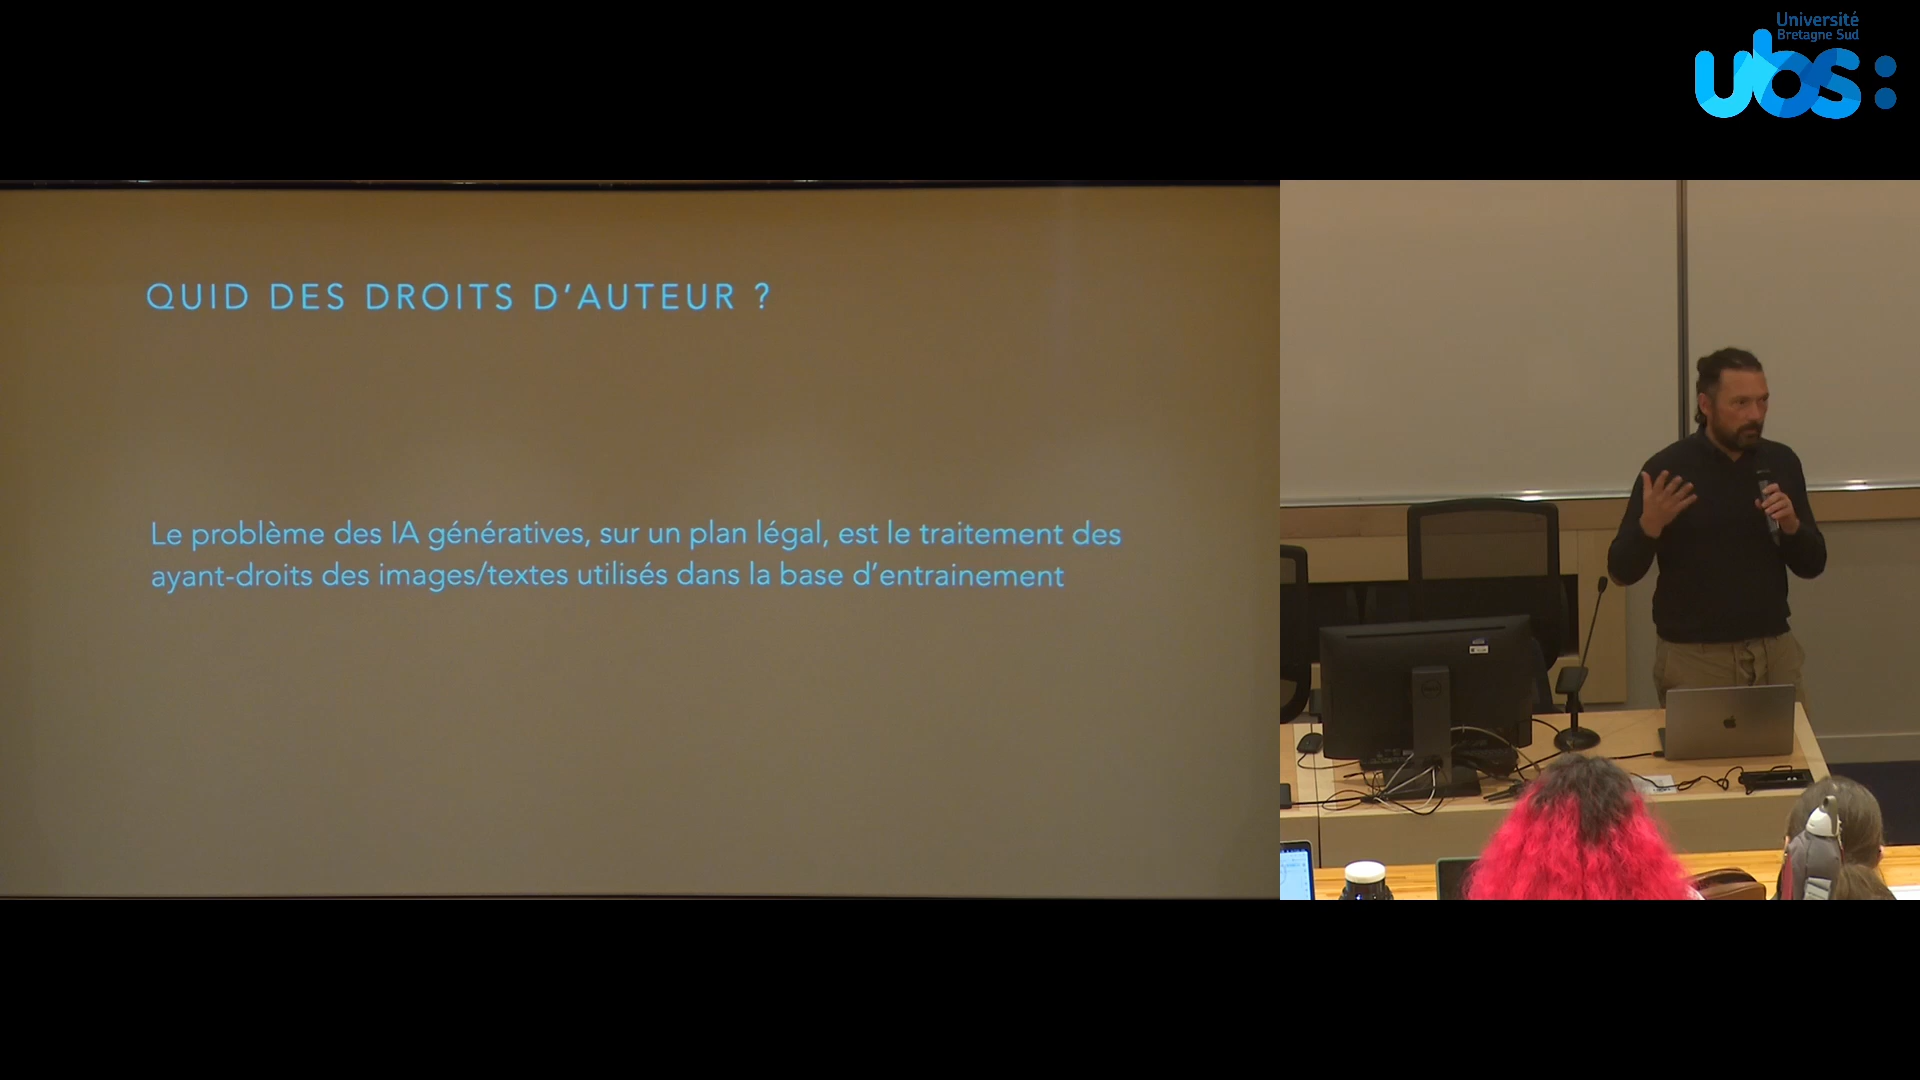 Université
Bretagne Sud
ubs:
QUID DES DROITS D'AUTEUR ?
Le problème des IA génératives, sur un plan légal, est le traitement des
ayant-droits des images/textes utilisés dans la base d'entrainement